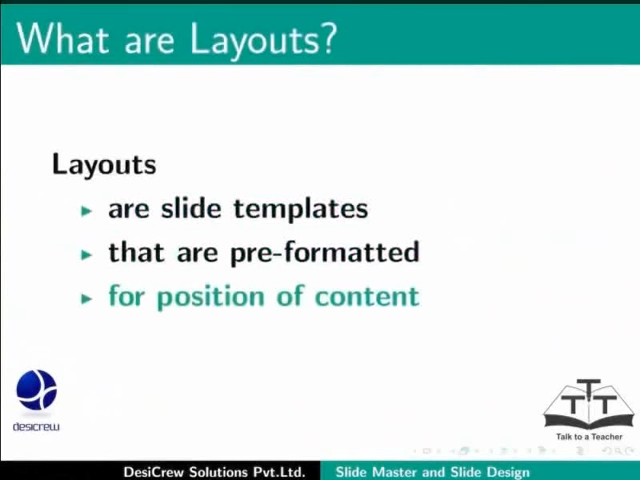 What are Layouts?
Layouts
▸ are slide templates
▸ that are pre-formatted
▸ for position of content
desicrew
T T T
Talk to a Teacher
DesiCrew Solutions Pvt.Ltd. Slide Master and Slide Design